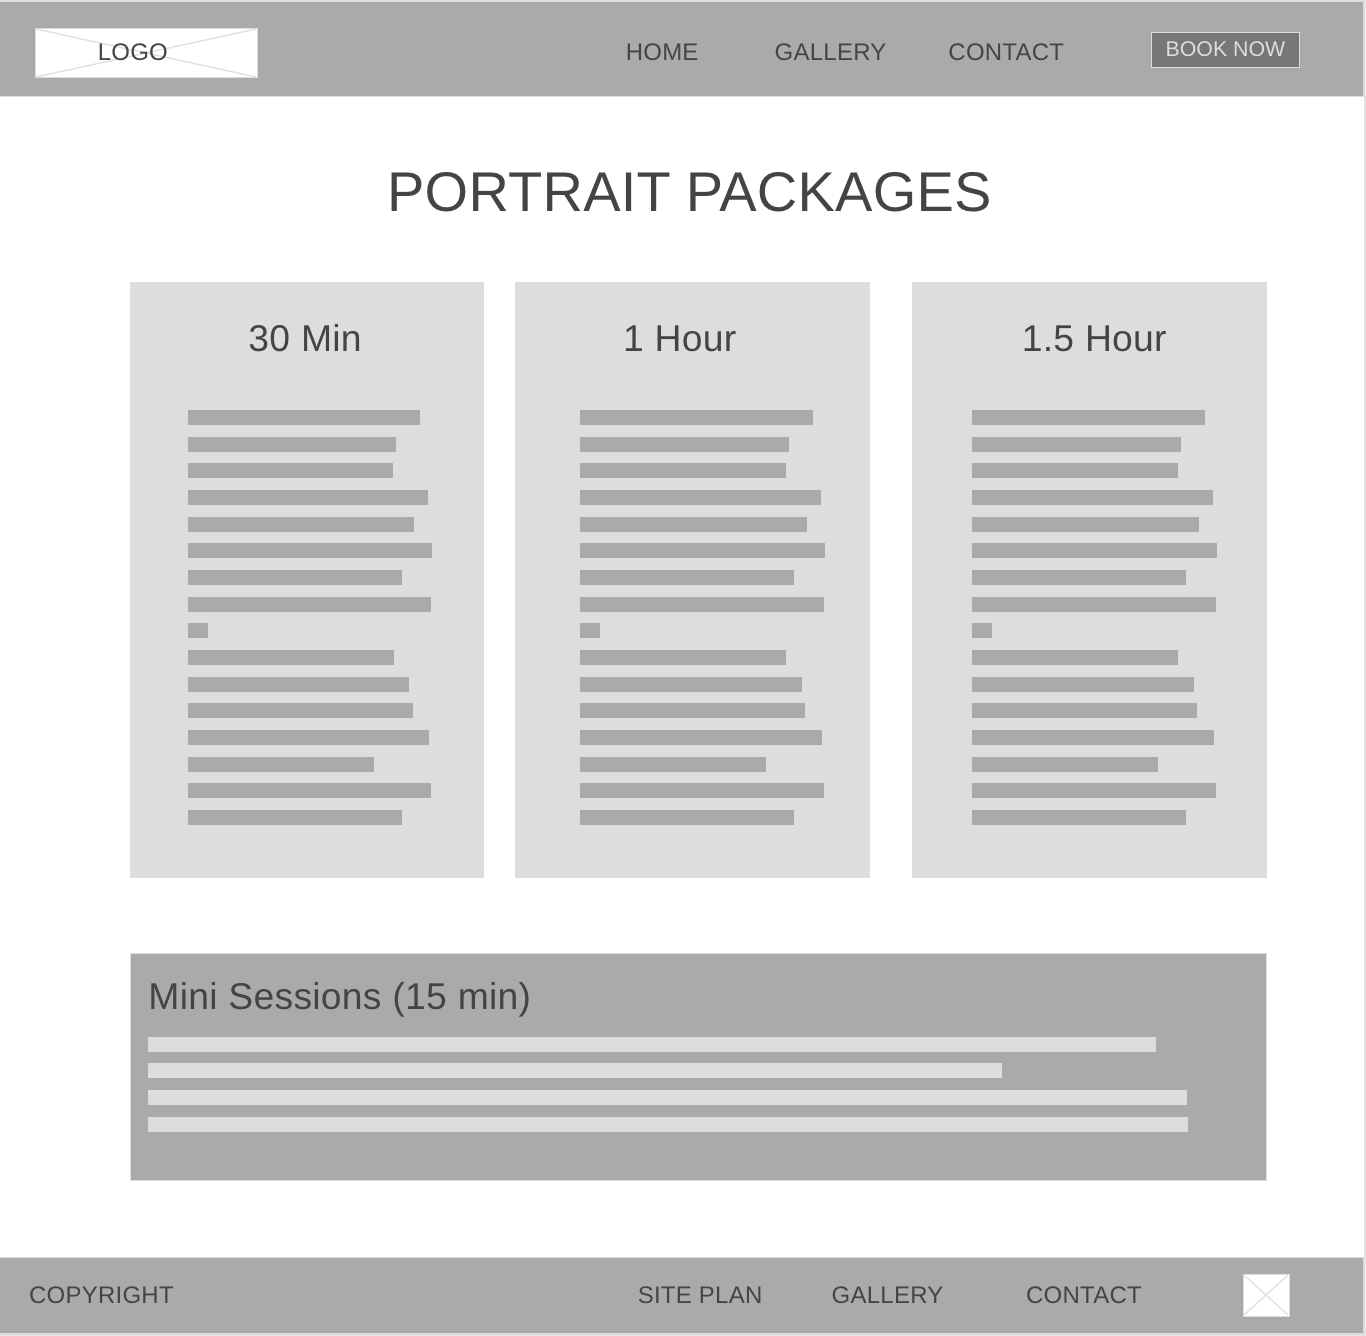 LOGO
HOME GALLERY CONTACT BOOK NOW
PORTRAIT PACKAGES
30 Min
1 Hour
1.5 Hour
Mini Sessions (15 min)
COPYRIGHT SITE PLAN GALLERY CONTACT